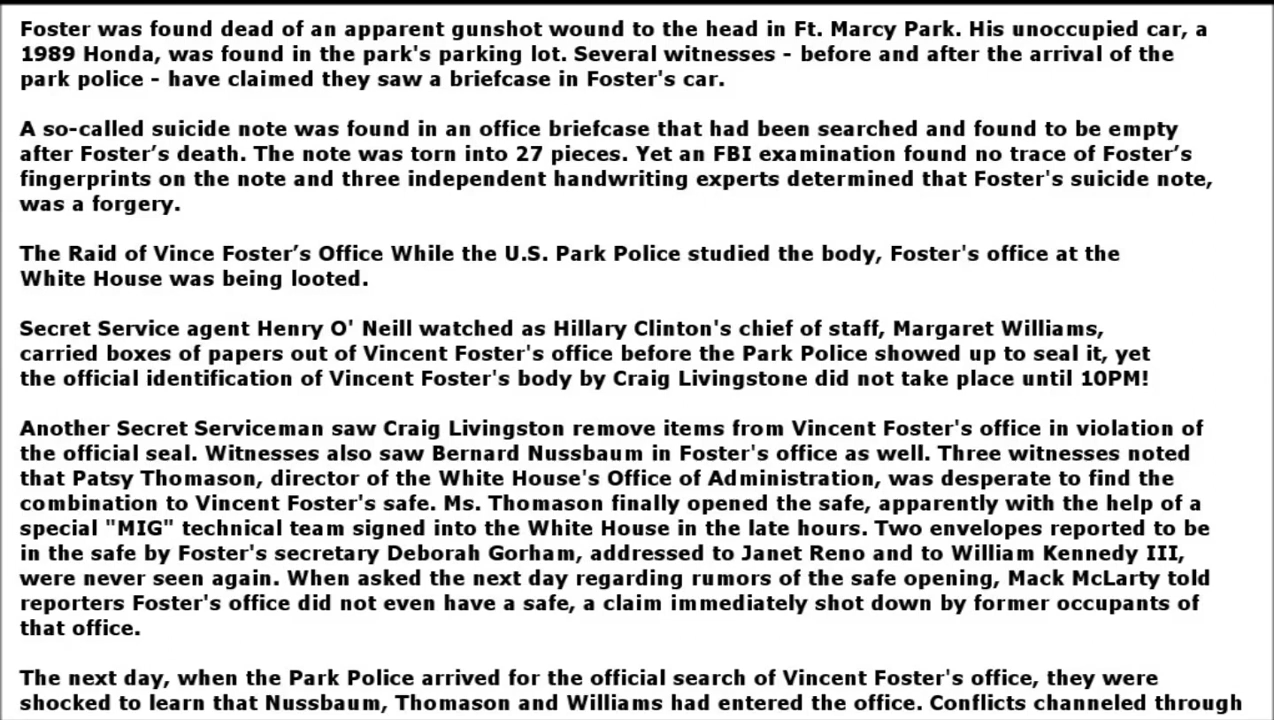 Foster was found dead of an apparent gunshot wound to the head in Ft. Marcy Park. His unoccupied car, a
1989 Honda, was found in the park's parking lot. Several witnesses - before and after the arrival of the
park police - have claimed they saw a briefcase in Foster's car.
A so-called suicide note was found in an office briefcase that had been searched and found to be empty
after Foster’s death. The note was torn into 27 pieces. Yet an FBI examination found no trace of Foster’s
fingerprints on the note and three independent handwriting experts determined that Foster's suicide note,
was a forgery.
The Raid of Vince Foster’s Office While the U.S. Park Police studied the body, Foster's office at the
White House was being looted.
Secret Service agent Henry O' Neill watched as Hillary Clinton's chief of staff, Margaret Williams,
carried boxes of papers out of Vincent Foster's office before the Park Police showed up to seal it, yet
the official identification of Vincent Foster's body by Craig Livingstone did not take place until 10PM!
Another Secret Serviceman saw Craig Livingston remove items from Vincent Foster's office in violation of
the official seal. Witnesses also saw Bernard Nussbaum in Foster's office as well. Three witnesses noted
that Patsy Thomason, director of the White House's Office of Administration, was desperate to find the
combination to Vincent Foster's safe. Ms. Thomason finally opened the safe, apparently with the help of a
special "MIG" technical team signed into the White House in the late hours. Two envelopes reported to be
in the safe by Foster's secretary Deborah Gorham, addressed to Janet Reno and to William Kennedy III,
were never seen again. When asked the next day regarding rumors of the safe opening, Mack McLarty told
reporters Foster's office did not even have a safe, a claim immediately shot down by former occupants of
that office.
The next day, when the Park Police arrived for the official search of Vincent Foster's office, they were
shocked to learn that Nussbaum, Thomason and Williams had entered the office. Conflicts channeled through